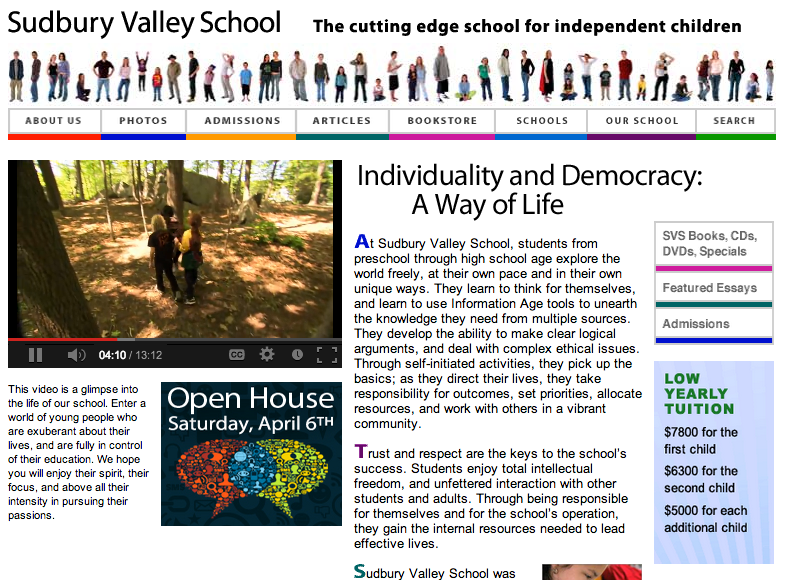 Sudbury Valley School
The cutting edge school for independent children
ABOUT US
PHOTOS
ADMISSIONS
ARTICLES
BOOKSTORE
SCHOOLS
OUR SCHOOL
SEARCH
04:10 / 13:12
CC
This video is a glimpse into
the life of our school. Enter a
world of young people who
are exuberant about their
lives, and are fully in control
of their education. We hope
you will enjoy their spirit, their
focus, and above all their
intensity in pursuing their
passions.
Open House
Saturday, April 6TH
Individuality and Democracy:
A Way of Life
At Sudbury Valley School, students from
preschool through high school age explore the
world freely, at their own pace and in their own
unique ways. They learn to think for themselves,
and learn to use Information Age tools to unearth
the knowledge they need from multiple sources.
They develop the ability to make clear logical
arguments, and deal with complex ethical issues.
Through self-initiated activities, they pick up the
basics; as they direct their lives, they take
responsibility for outcomes, set priorities, allocate
resources, and work with others in a vibrant
community.
Trust and respect are the keys to the school's
success. Students enjoy total intellectual
freedom, and unfettered interaction with other
students and adults. Through being responsible
for themselves and for the school's operation,
they gain the internal resources needed to lead
effective lives.
Sudbury Valley School was
SVS Books, CDs,
DVDs, Specials
Featured Essays
Admissions
LOW
YEARLY
TUITION
$7800 for the
first child
$6300 for the
second child
$5000 for each
additional child